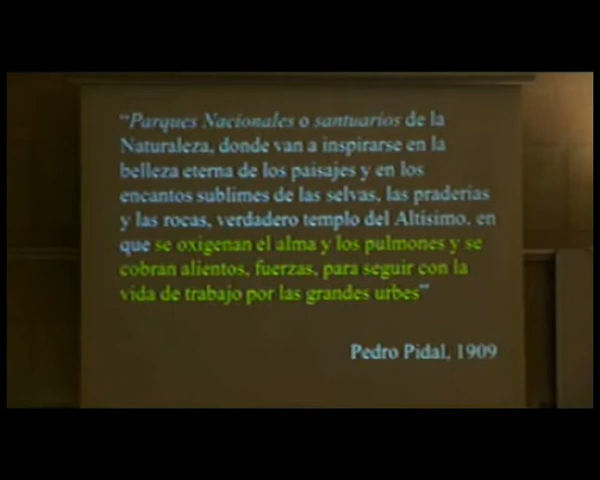 “Parques Nacionales o santuarios de la
Naturaleza, donde van a inspirarse en la
belleza eterna de los paisajes y en los
encantos sublimes de las selvas, las praderías
y las rocas, verdadero templo del Altísimo, en
que se oxigenan el alma y los pulmones y se
cobran alientos, fuerzas, para seguir con la
vida de trabajo por las grandes urbes”
Pedro Pidal, 1909